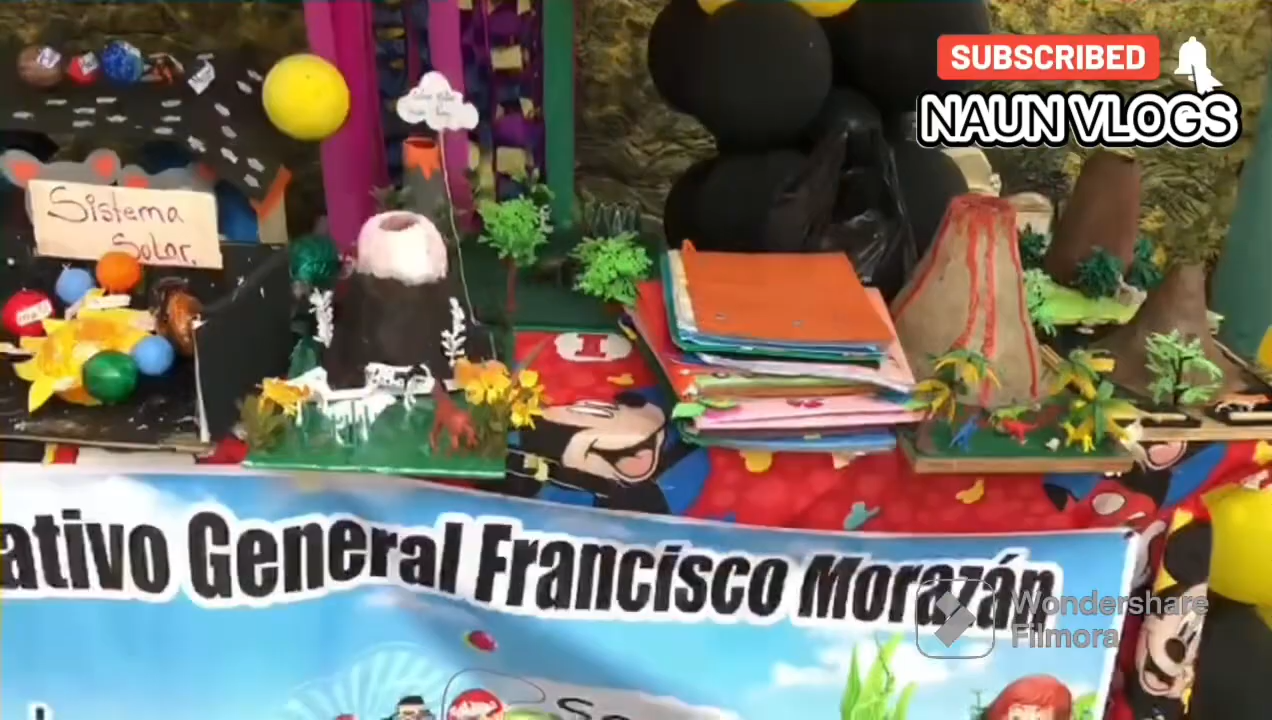 SUBSCRIBED
NAUN VLOGS
Sistema
Solar.
ativo General Francisco Morazán
Wondershare
Filmora